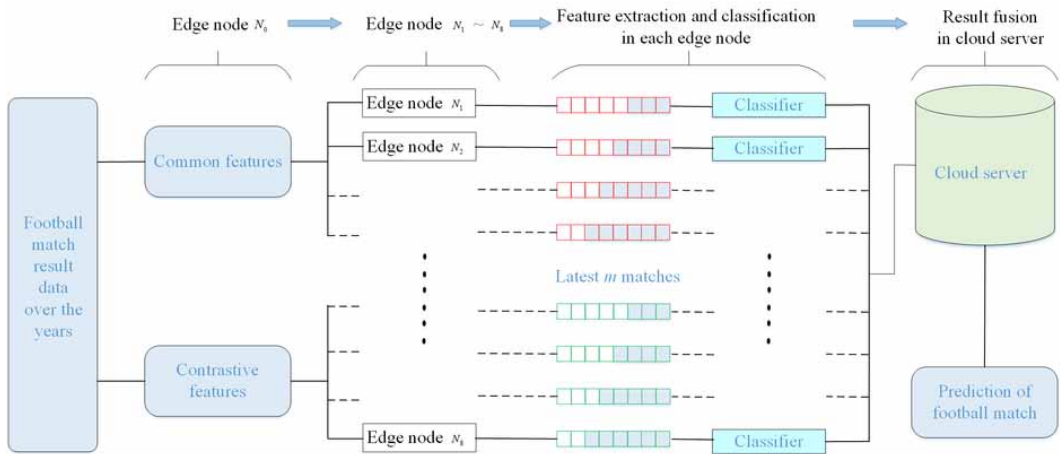 Edge node N₀
Edge node N₁ ~ N₈
Feature extraction and classification
in each edge node
Result fusion
in cloud server
Edge node N₁
Classifier
Edge node N₂
Classifier
Common features
Cloud server
Football
match
result
data
over the
years
Latest m matches
Contrastive
features
Prediction of
football match
Edge node N₈
Classifier